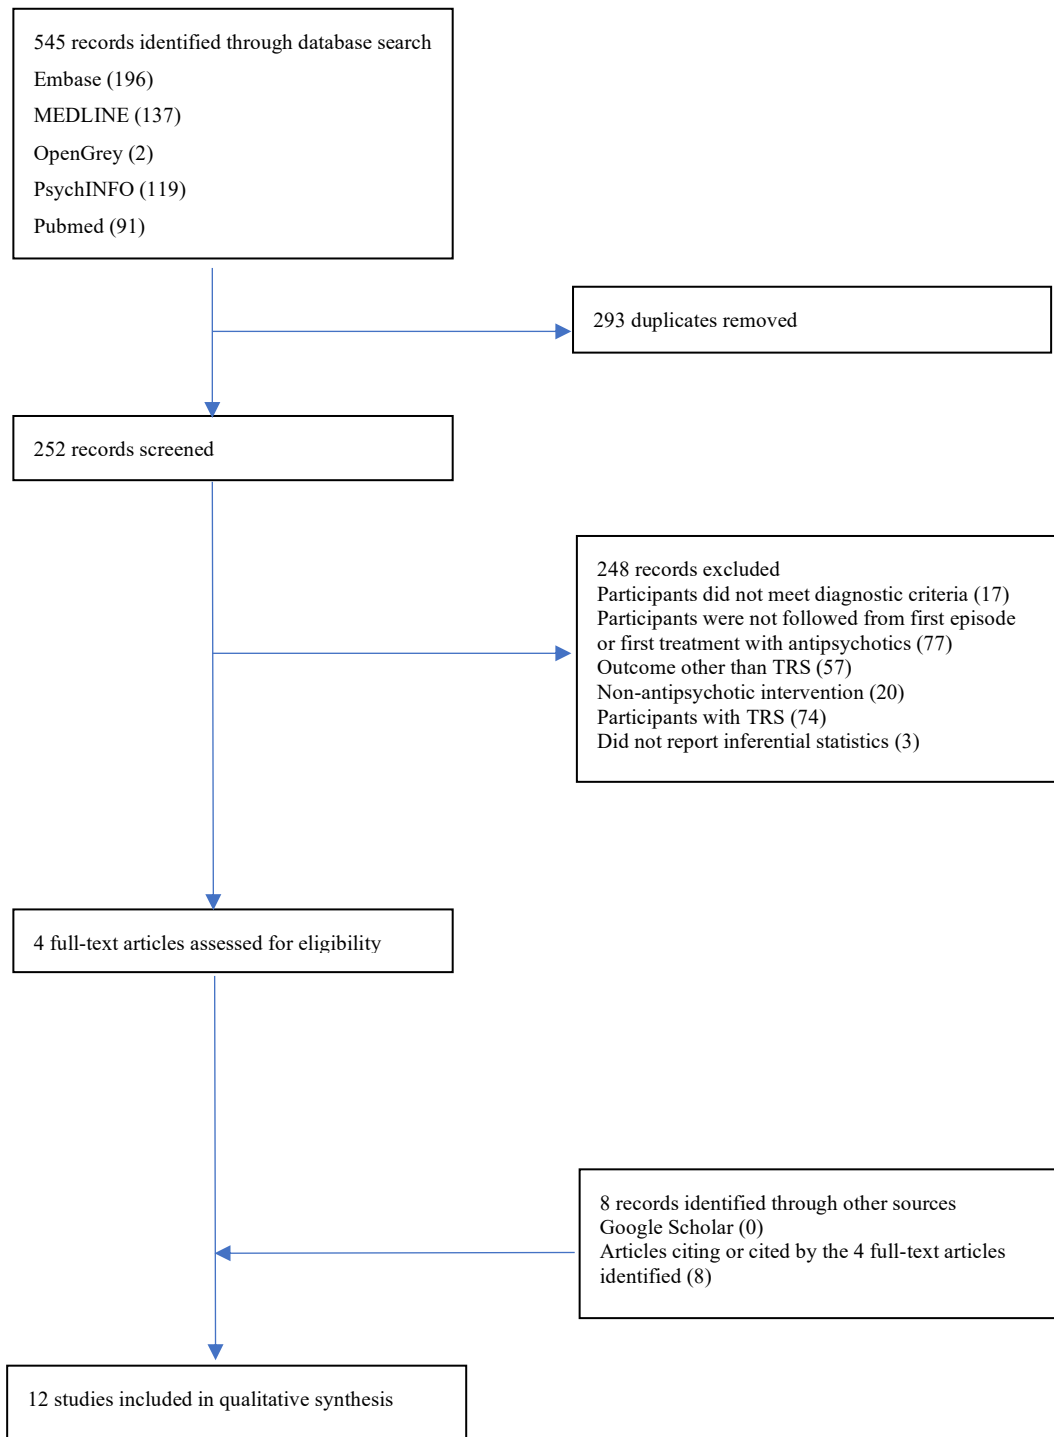 545 records identified through database search
Embase (196)
MEDLINE (137)
OpenGrey (2)
PsychINFO (119)
Pubmed (91)
293 duplicates removed
252 records screened
248 records excluded
Participants did not meet diagnostic criteria (17)
Participants were not followed from first episode
or first treatment with antipsychotics (77)
Outcome other than TRS (57)
Non-antipsychotic intervention (20)
Participants with TRS (74)
Did not report inferential statistics (3)
4 full-text articles assessed for eligibility
8 records identified through other sources
Google Scholar (0)
Articles citing or cited by the 4 full-text articles
identified (8)
12 studies included in qualitative synthesis